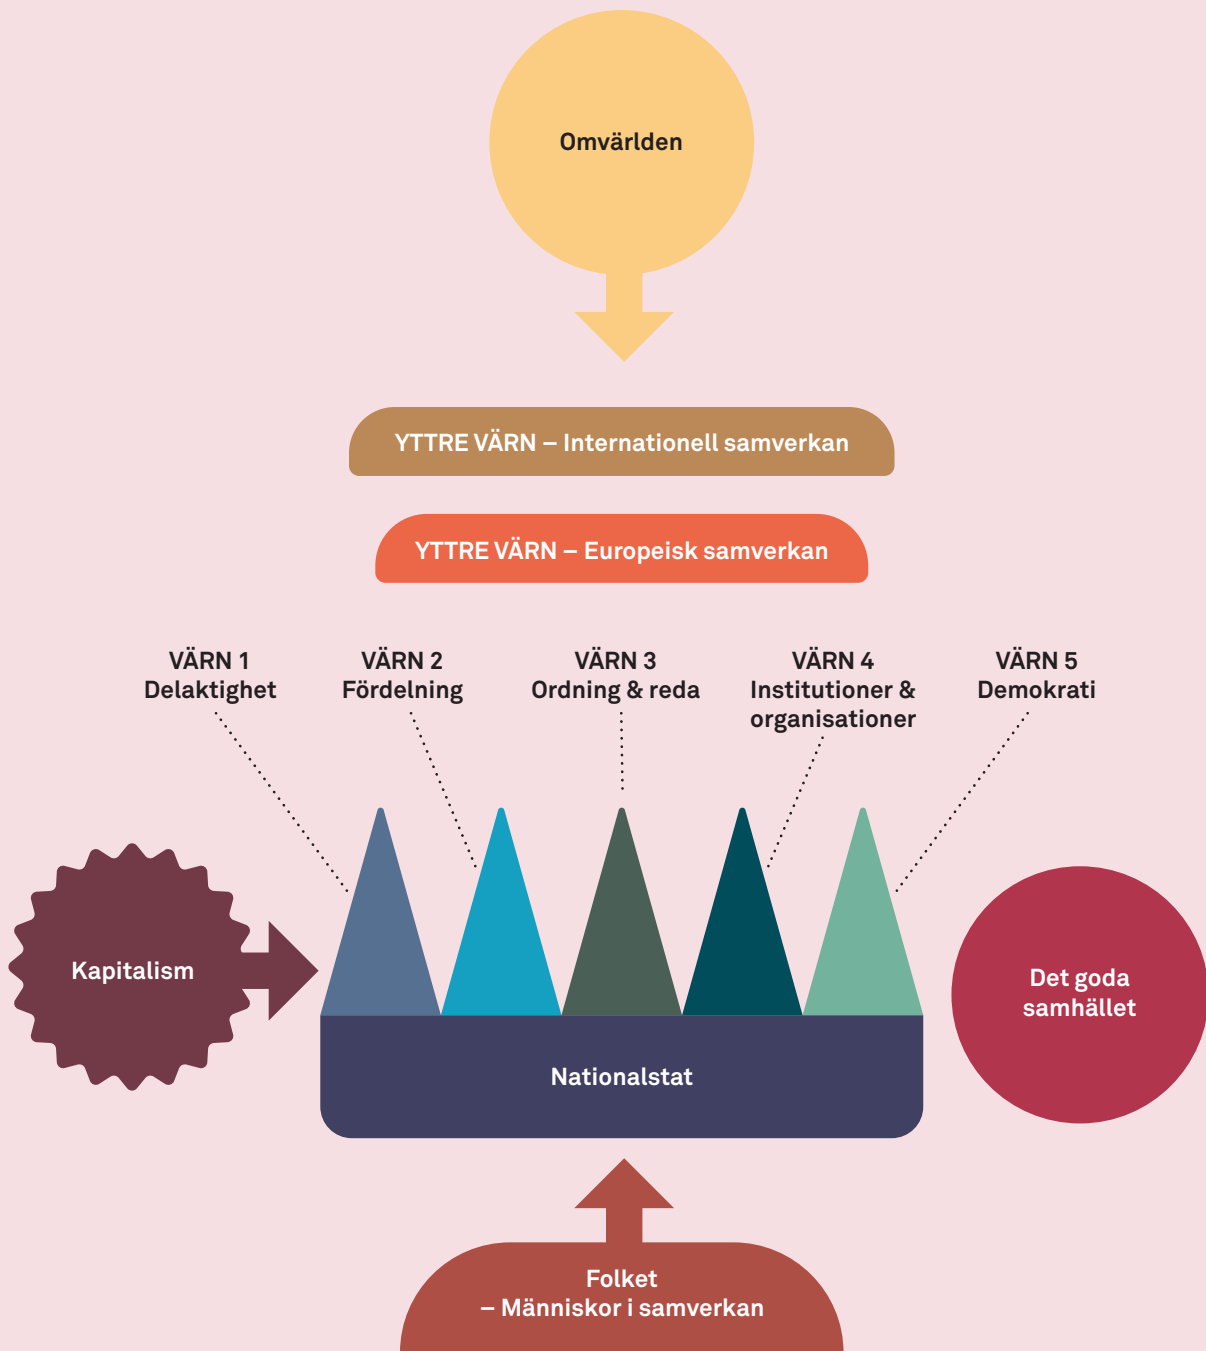 Omvärlden
YTTRE VÄRN – Internationell samverkan
YTTRE VÄRN – Europeisk samverkan
VÄRN 1
Delaktighet
VÄRN 2
Fördelning
VÄRN 3
Ordning & reda
VÄRN 4
Institutioner &
organisationer
VÄRN 5
Demokrati
Kapitalism
Det goda
samhället
Nationalstat
Folket
– Människor i samverkan